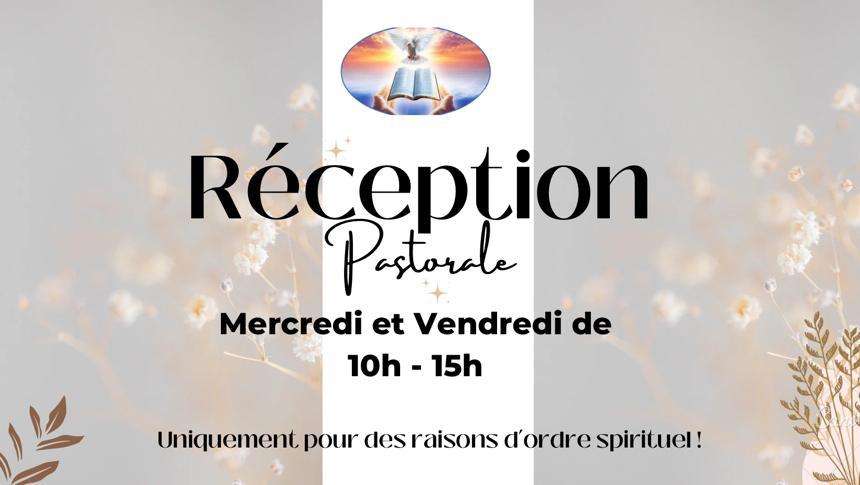 Réception
Pastorale
Mercredi et Vendredi de
10h - 15h
Uniquement pour des raisons d'ordre spirituel !